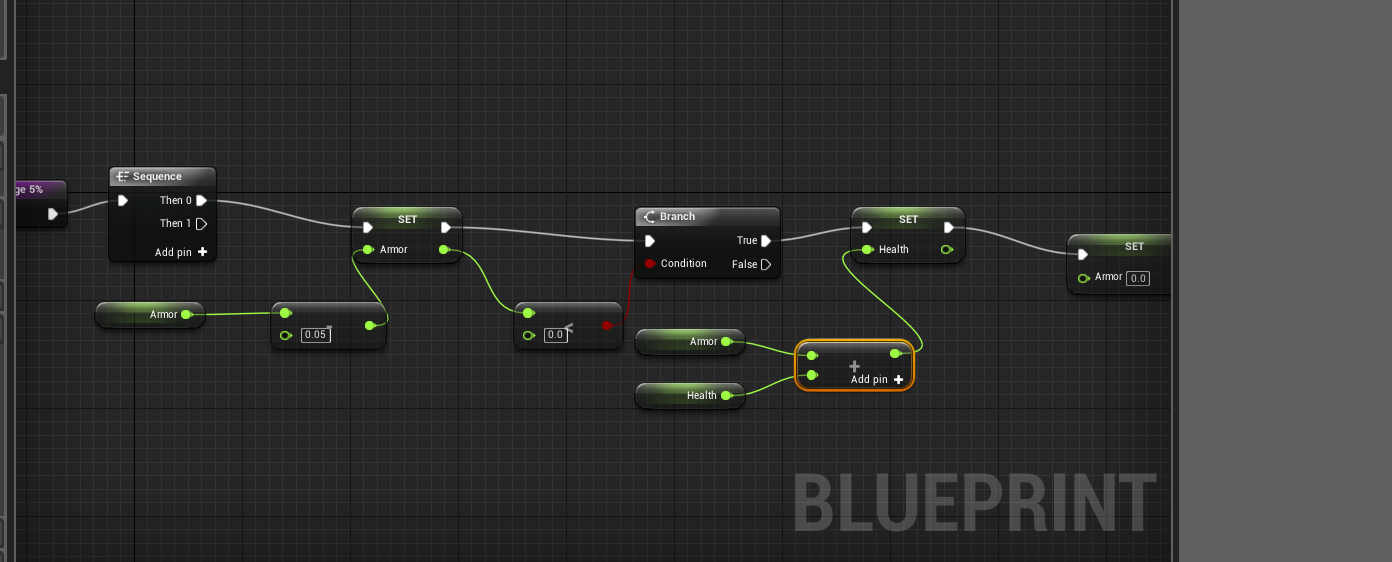 ge 5%
Sequence
Then 0
Then 1
Add pin
SET
Armor
Armor
-
0.05
<
0.0
Branch
True
Condition
False
Armor
Health
+
Add pin
SET
Health
SET
Armor 0.0
BLUEPRINT